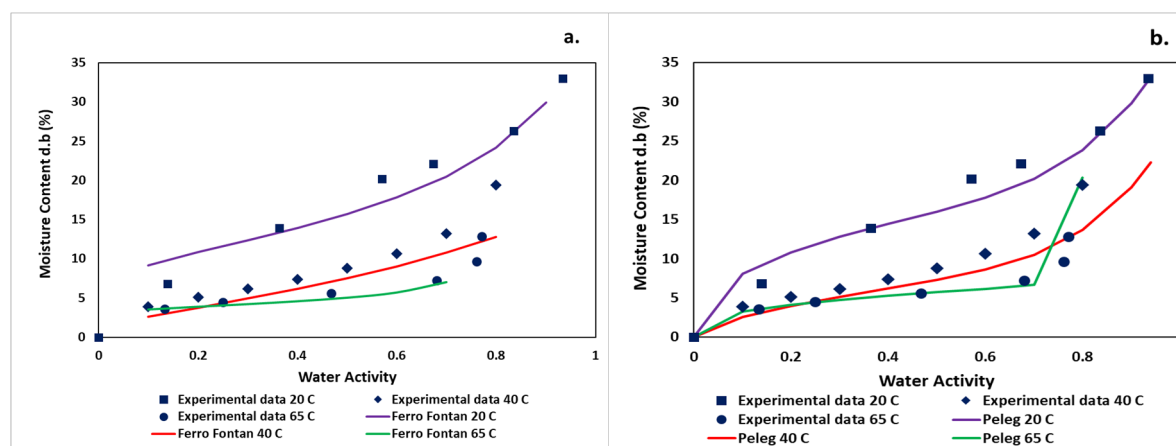 a.
35
30
25
20
15
10
5
0
Moisture Content d.b (%)
0 0.2 0.4 0.6 0.8 1
Water Activity
Experimental data 20 C Experimental data 40 C
Experimental data 65 C Ferro Fontan 20 C
Ferro Fontan 40 C Ferro Fontan 65 C
b.
35
30
25
20
15
10
5
0
Moisture Content d.b (%)
0 0.2 0.4 0.6 0.8
Water Activity
Experimental data 20 C Experimental data 40 C
Experimental data 65 C Peleg 20 C
Peleg 40 C Peleg 65 C